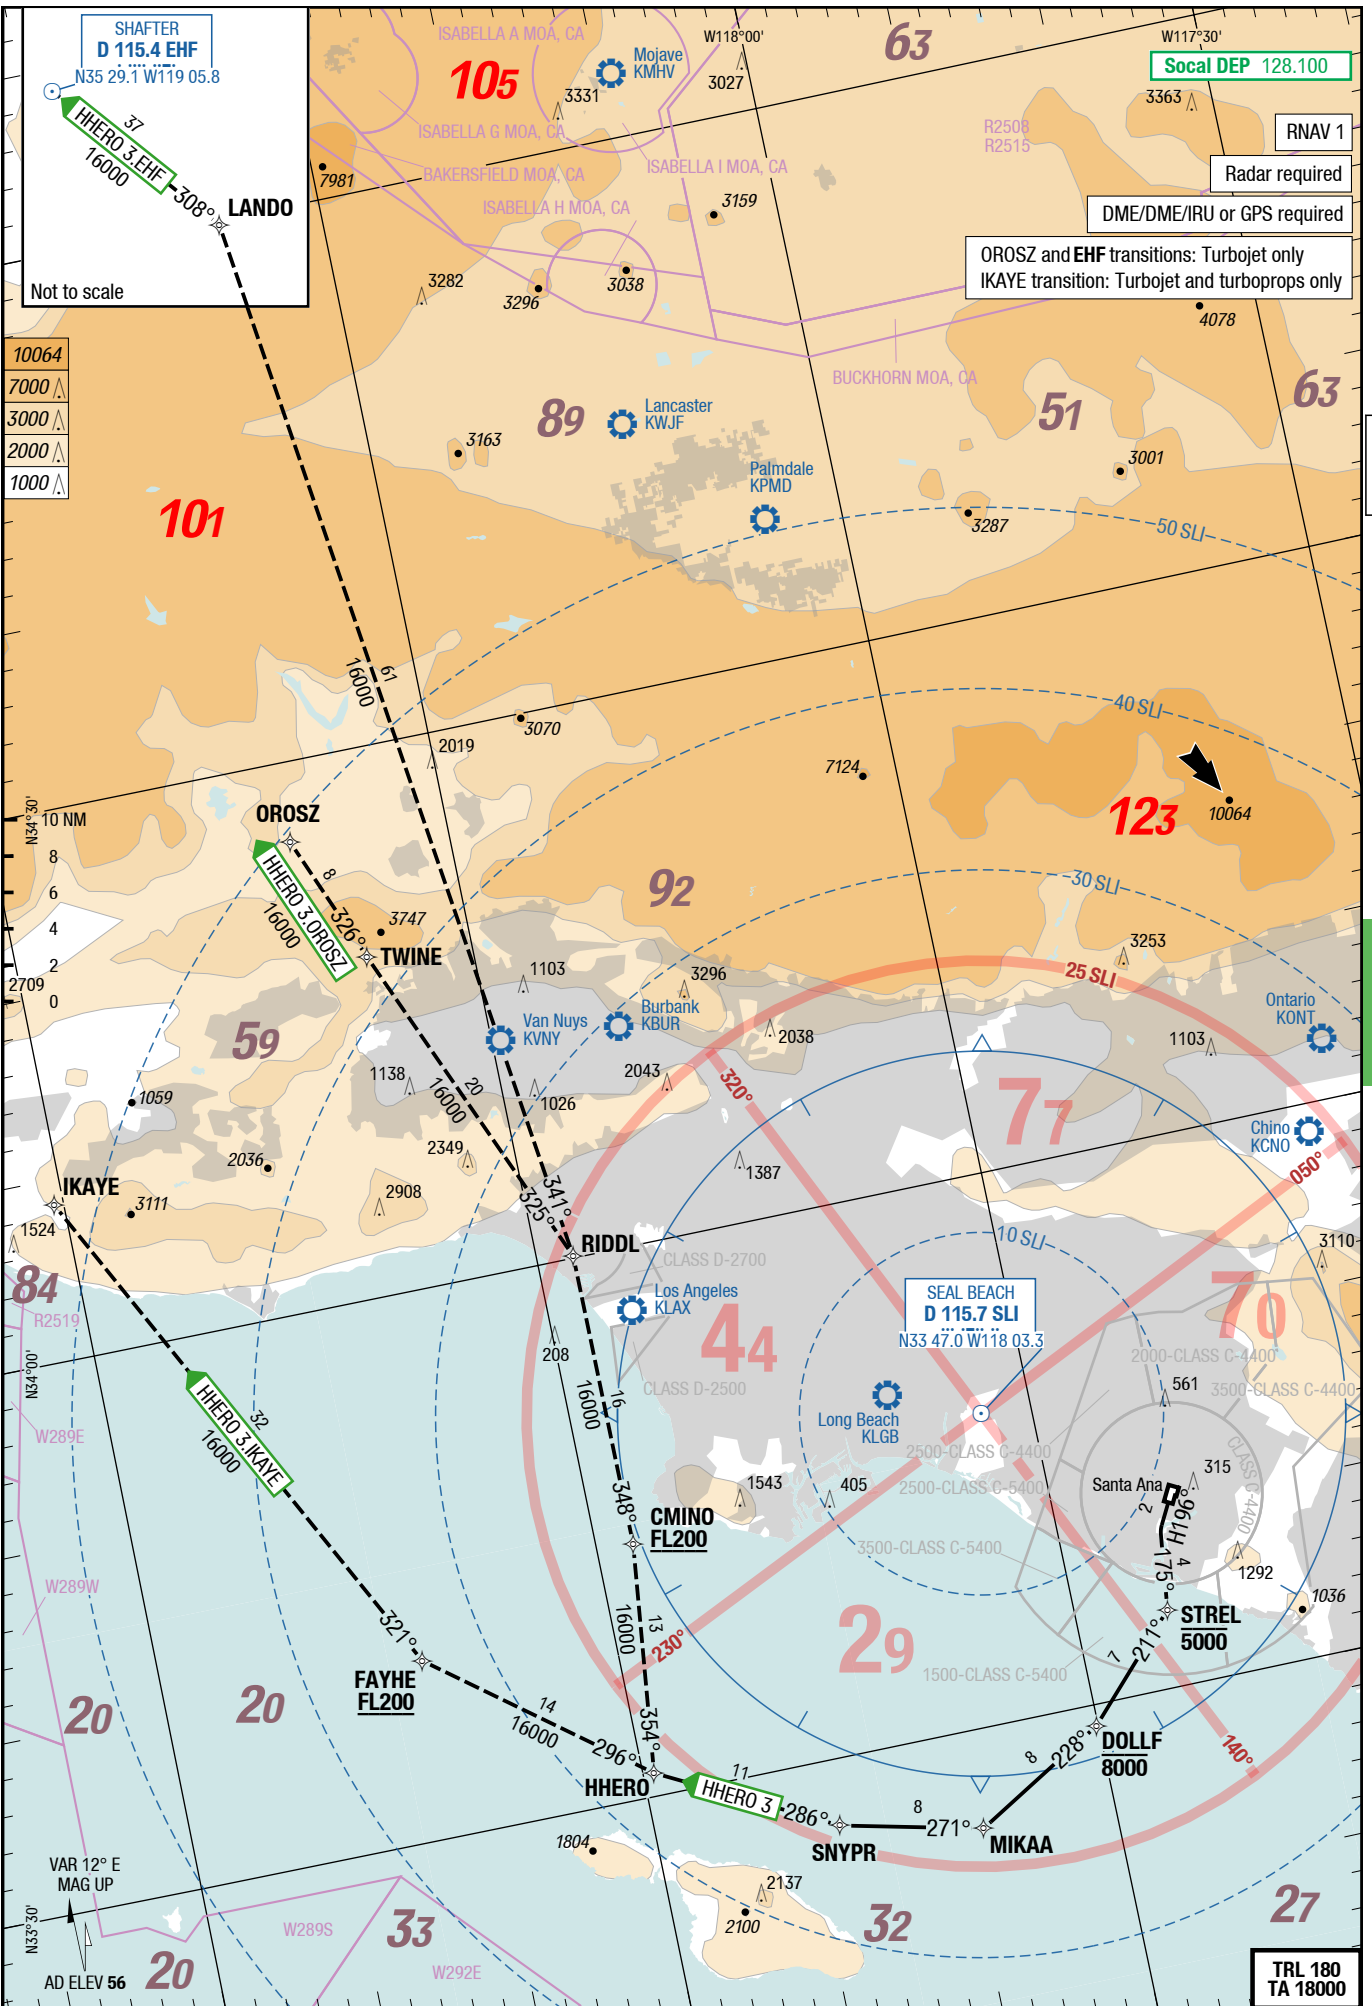 SHAFTER
D 115.4 EHF
N35 29.1 W119 05.8
37
HHERO 3.EHF
16000
308°
LANDO
Not to scale
ISABELLA A MOA, CA
105
Mojave
KMHV
3331
W118°00'
3027
63
W117°30'
Socal DEP 128.100
3363
RNAV 1
Radar required
DME/DME/IRU or GPS required
OROSZ and EHF transitions: Turbojet only
IKAYE transition: Turbojet and turboprops only
R2508
R2515
ISABELLA G MOA, CA
ISABELLA I MOA, CA
BAKERSFIELD MOA, CA
7981
ISABELLA H MOA, CA
3159
3282
3296
3038
4078
10064
7000
3000
2000
1000
BUCKHORN MOA, CA
89
Lancaster
KWJF
51
63
3163
Palmdale
KPMD
3001
3287
101
50 SLI
61
16000
40 SLI
3070
2019
7124
123
10064
N34°30'
10 NM
8
6
4
2
0
OROSZ
8
HHERO 3.OROSZ
16000
326°
3747
TWINE
92
30 SLI
3253
2709
1103
3296
25 SLI
Ontario
KONT
59
Van Nuys
KVNY
Burbank
KBUR
2038
1103
1138
20
16000
1026
2043
320°
77
Chino
KCNO
1059
2349
2036
1387
050°
IKAYE
3111
2908
341°
325°
1524
RIDDL
10 SLI
3110
84
CLASS D-2700
R2519
Los Angeles
KLAX
SEAL BEACH
D 115.7 SLI
N33 47.0 W118 03.3
70
208
44
2000-CLASS C-4400
N34°00'
CLASS D-2500
3500-CLASS C-4400
16
16000
561
32
HHERO 3.IKAYE
16000
Long Beach
KLGB
W289E
2500-CLASS C-4400
CLASS C-4400
Santa Ana
315
2500-CLASS C-5400
348°
1543
405
2
H196°
CMINO
FL200
3500-CLASS C-5400
4
175°
1292
W289W
1036
13
16000
STREL
5000
321°
230°
29
211°
7
FAYHE
FL200
1500-CLASS C-5400
20
20
14
16000
354°
DOLLF
8000
296°
228°
8
140°
HHERO
11
HHERO 3
286°
8
271°
SNYPR
MIKAA
1804
VAR 12° E
MAG UP
2137
2100
27
33
32
N33°30'
W289S
20
W292E
AD ELEV 56
TRL 180
TA 18000